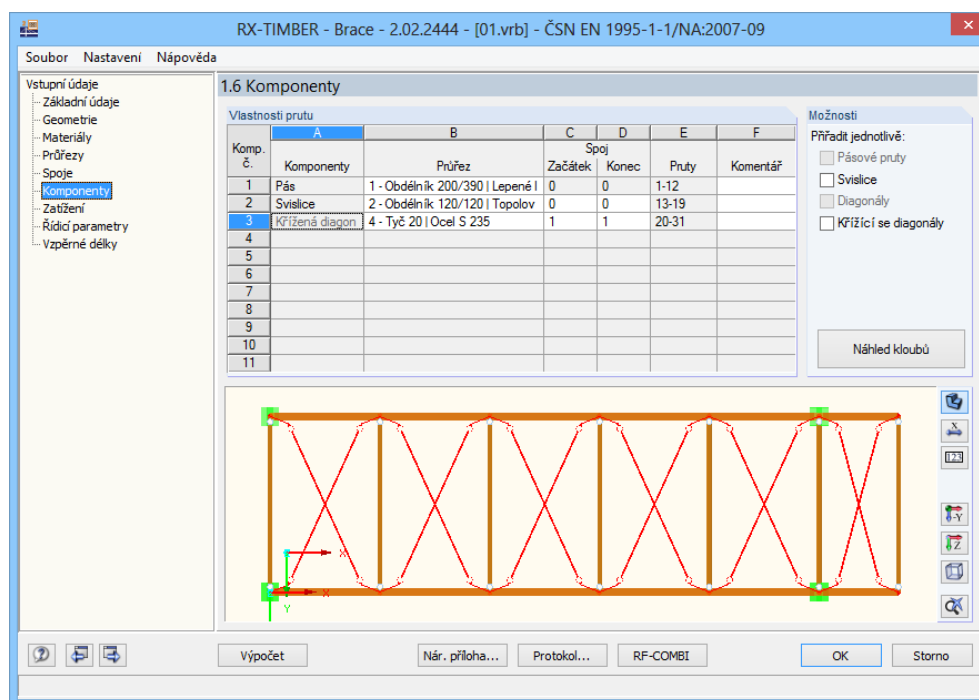 RX-TIMBER - Brace - 2.02.2444 - [01.vrb] - ČSN EN 1995-1-1/NA:2007-09
Soubor Nastavení Nápověda
Vstupní údaje
Základní údaje
Geometrie
Materiály
Průřezy
Spoje
Komponenty
Zatížení
Řídicí parametry
Vzpěrné délky
1.6 Komponenty
Vlastnosti prutu
A B C D E F
Komp. č. Komponenty Průřez Spoj Začátek Konec Pruty Komentář
1 Pás 1 - Obdélník 200/390 | Lepené l 0 0 1-12
2 Svislice 2 - Obdélník 120/120 | Topolov 0 0 13-19
3 Křížená diagon 4 - Tyč 20 | Ocel S 235 1 1 20-31
4
5
6
7
8
9
10
11
Možnosti
Přiřadit jednotlivě:
Pásové pruty
Svislice
Diagonály
Křížící se diagonály
Náhled kloubů
X
X
Y
X
123
-Y
Z
Výpočet Nár. příloha... Protokol... RF-COMBI OK Storno